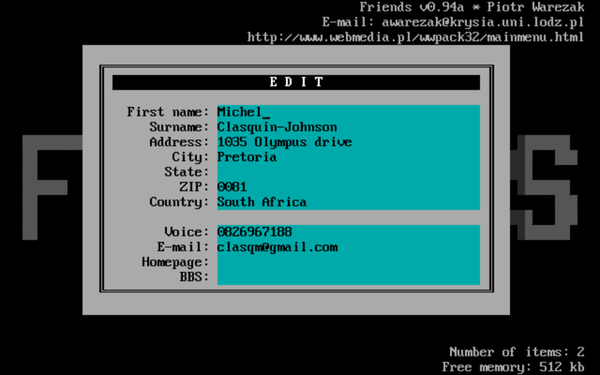 Friends v0.94a * Piotr Warezak
E-mail: awarezak@krysia.uni.lodz.pl
http://www.webmedia.pl/wwpack32/mainmenu.html
E D I T
First name: Michel_
Surname: Clasquin-Johnson
Address: 1035 Olympus drive
City: Pretoria
State:
ZIP: 0081
Country: South Africa
Voice: 0826967188
E-mail: clasqm@gmail.com
Homepage:
BBS:
Number of items: 2
Free memory: 512 kb